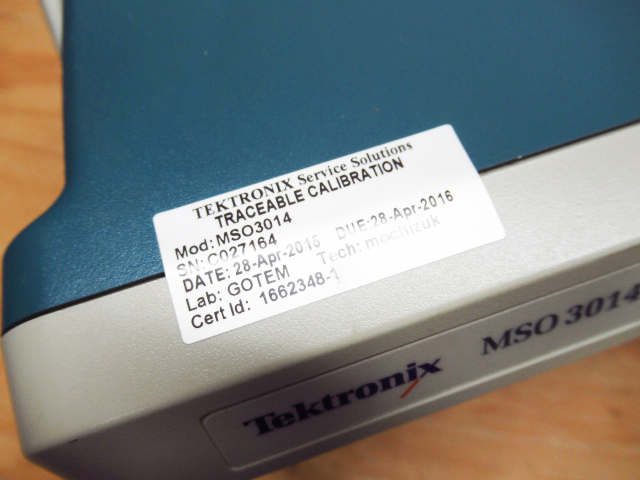 TEKTRONIX Service Solutions
TRACEABLE CALIBRATION
Mod: MSO3014
SN: C027164
DATE: 28-Apr-2015 DUE:28-Apr-2016
Lab: GOTEM Tech: mochizuk
Cert Id: 1662348-1
Tektronix MSO 3014